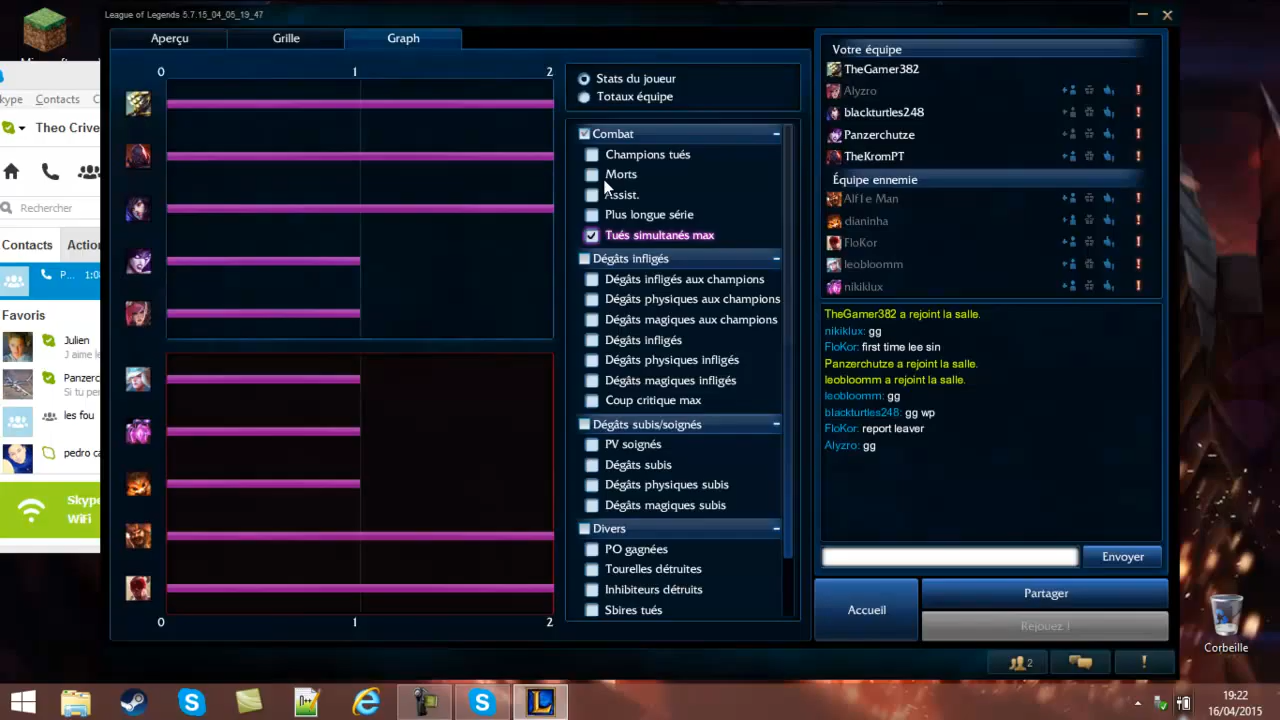 League of Legends 5.7.15_04_05_19_47
Aperçu
Grille
Graph
0 1 2
0 1 2
Stats du joueur
Totaux équipe
Combat
Champions tués
Morts
Assist.
Plus longue série
Tués simultanés max
Dégâts infligés
Dégâts infligés aux champions
Dégâts physiques aux champions
Dégâts magiques aux champions
Dégâts infligés
Dégâts physiques infligés
Dégâts magiques infligés
Coup critique max
Dégâts subis/soignés
PV soignés
Dégâts subis
Dégâts physiques subis
Dégâts magiques subis
Divers
PO gagnées
Tourelles détruites
Inhibiteurs détruits
Sbires tués
Votre équipe
TheGamer382
Alyzro
blackturtles248
Panzerchutze
TheKromPT
Équipe ennemie
Alf1e Man
dianinha
FloKor
leobloomm
nikiklux
TheGamer382 a rejoint la salle.
nikiklux: gg
FloKor: first time lee sin
Panzerchutze a rejoint la salle.
leobloomm a rejoint la salle.
leobloomm: gg
blackturtles248: gg wp
FloKor: report leaver
Alyzro: gg
Envoyer
Accueil
Partager
Rejouez !
2
kype Contacts C
Theo Crive
Rechercher
Contacts Action
P... 1:0
Favoris
Julien
J'aime le
Panzerc
Si tu per
les fou
pedro ca
Skype
WiFi
Corbeille
19:22
16/04/2015